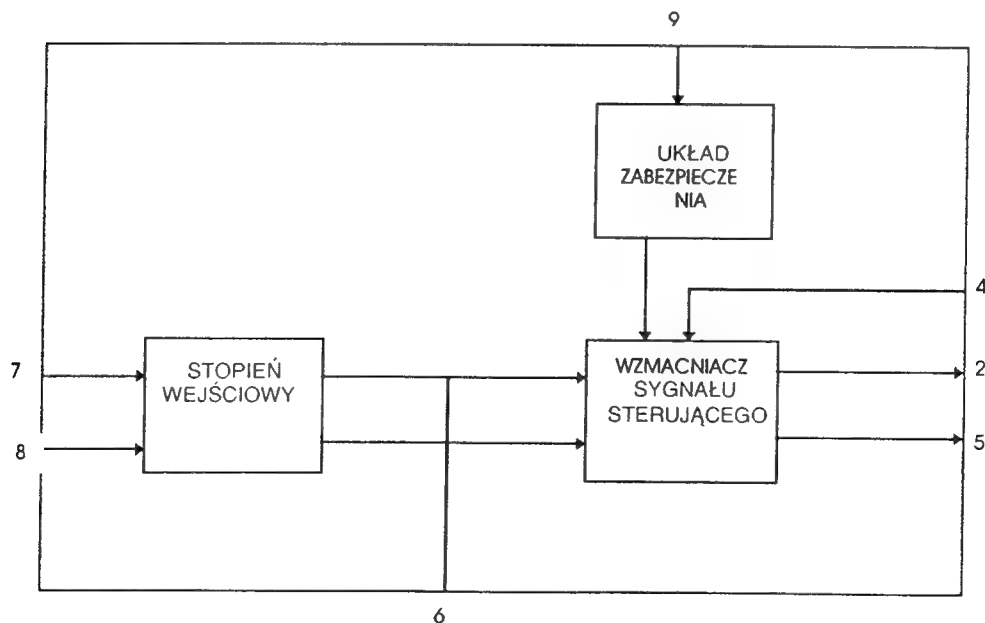 9
UKŁAD
ZABEZPIECZE
NIA
4
7
STOPIEŃ
WEJŚCIOWY
WZMACNIACZ
SYGNAŁU
STERUJĄCEGO
2
8
5
6